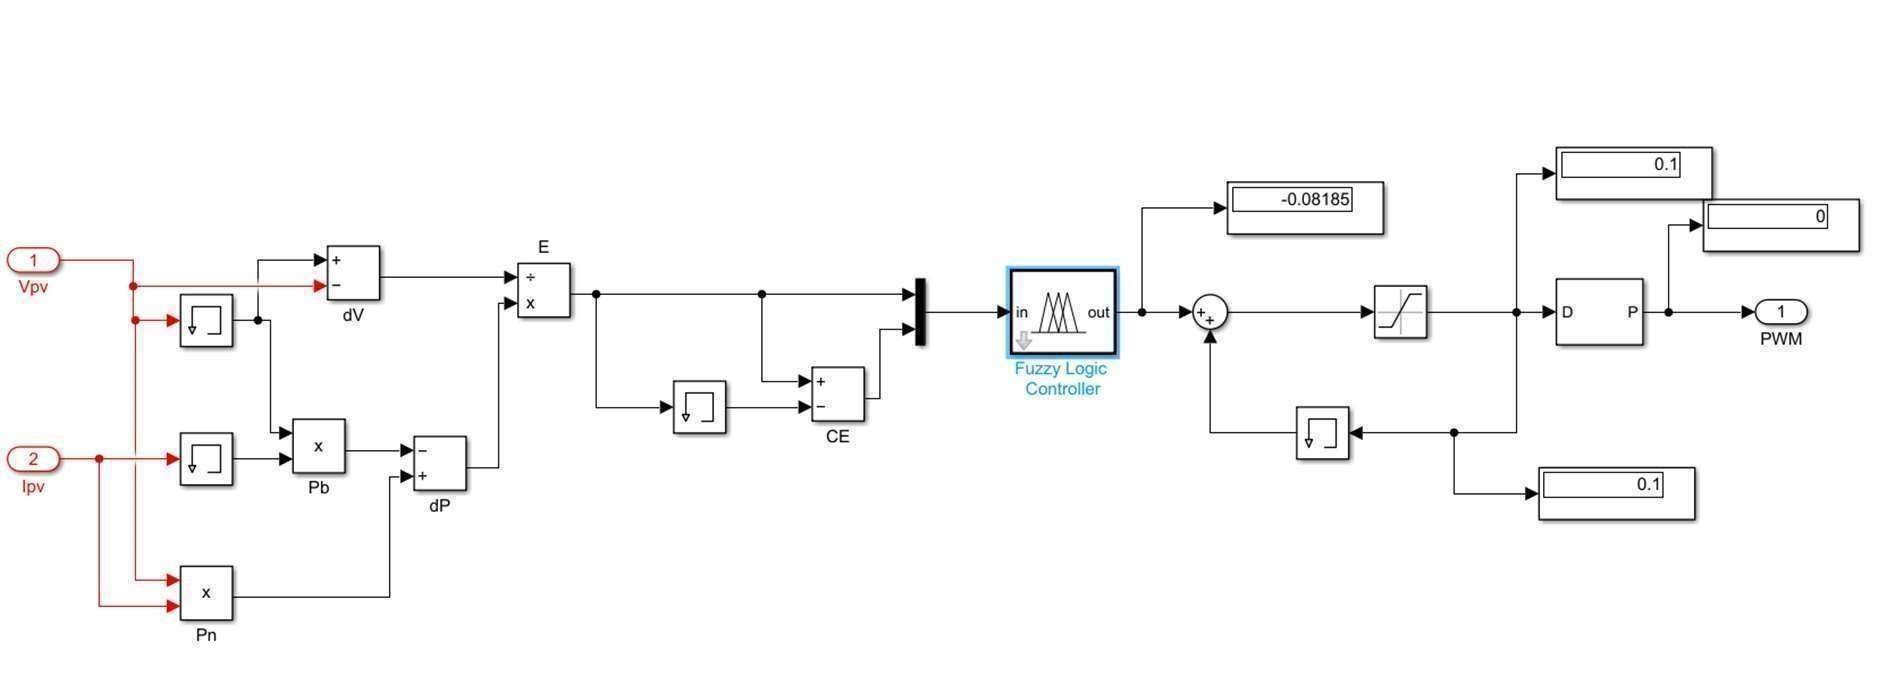 1
Vpv
2
Ipv
+
−
dV
x
Pb
x
Pn
−
+
dP
E
÷
x
+
−
CE
in
out
Fuzzy Logic
Controller
-0.08185
+
+
0.1
0
D
P
1
PWM
0.1